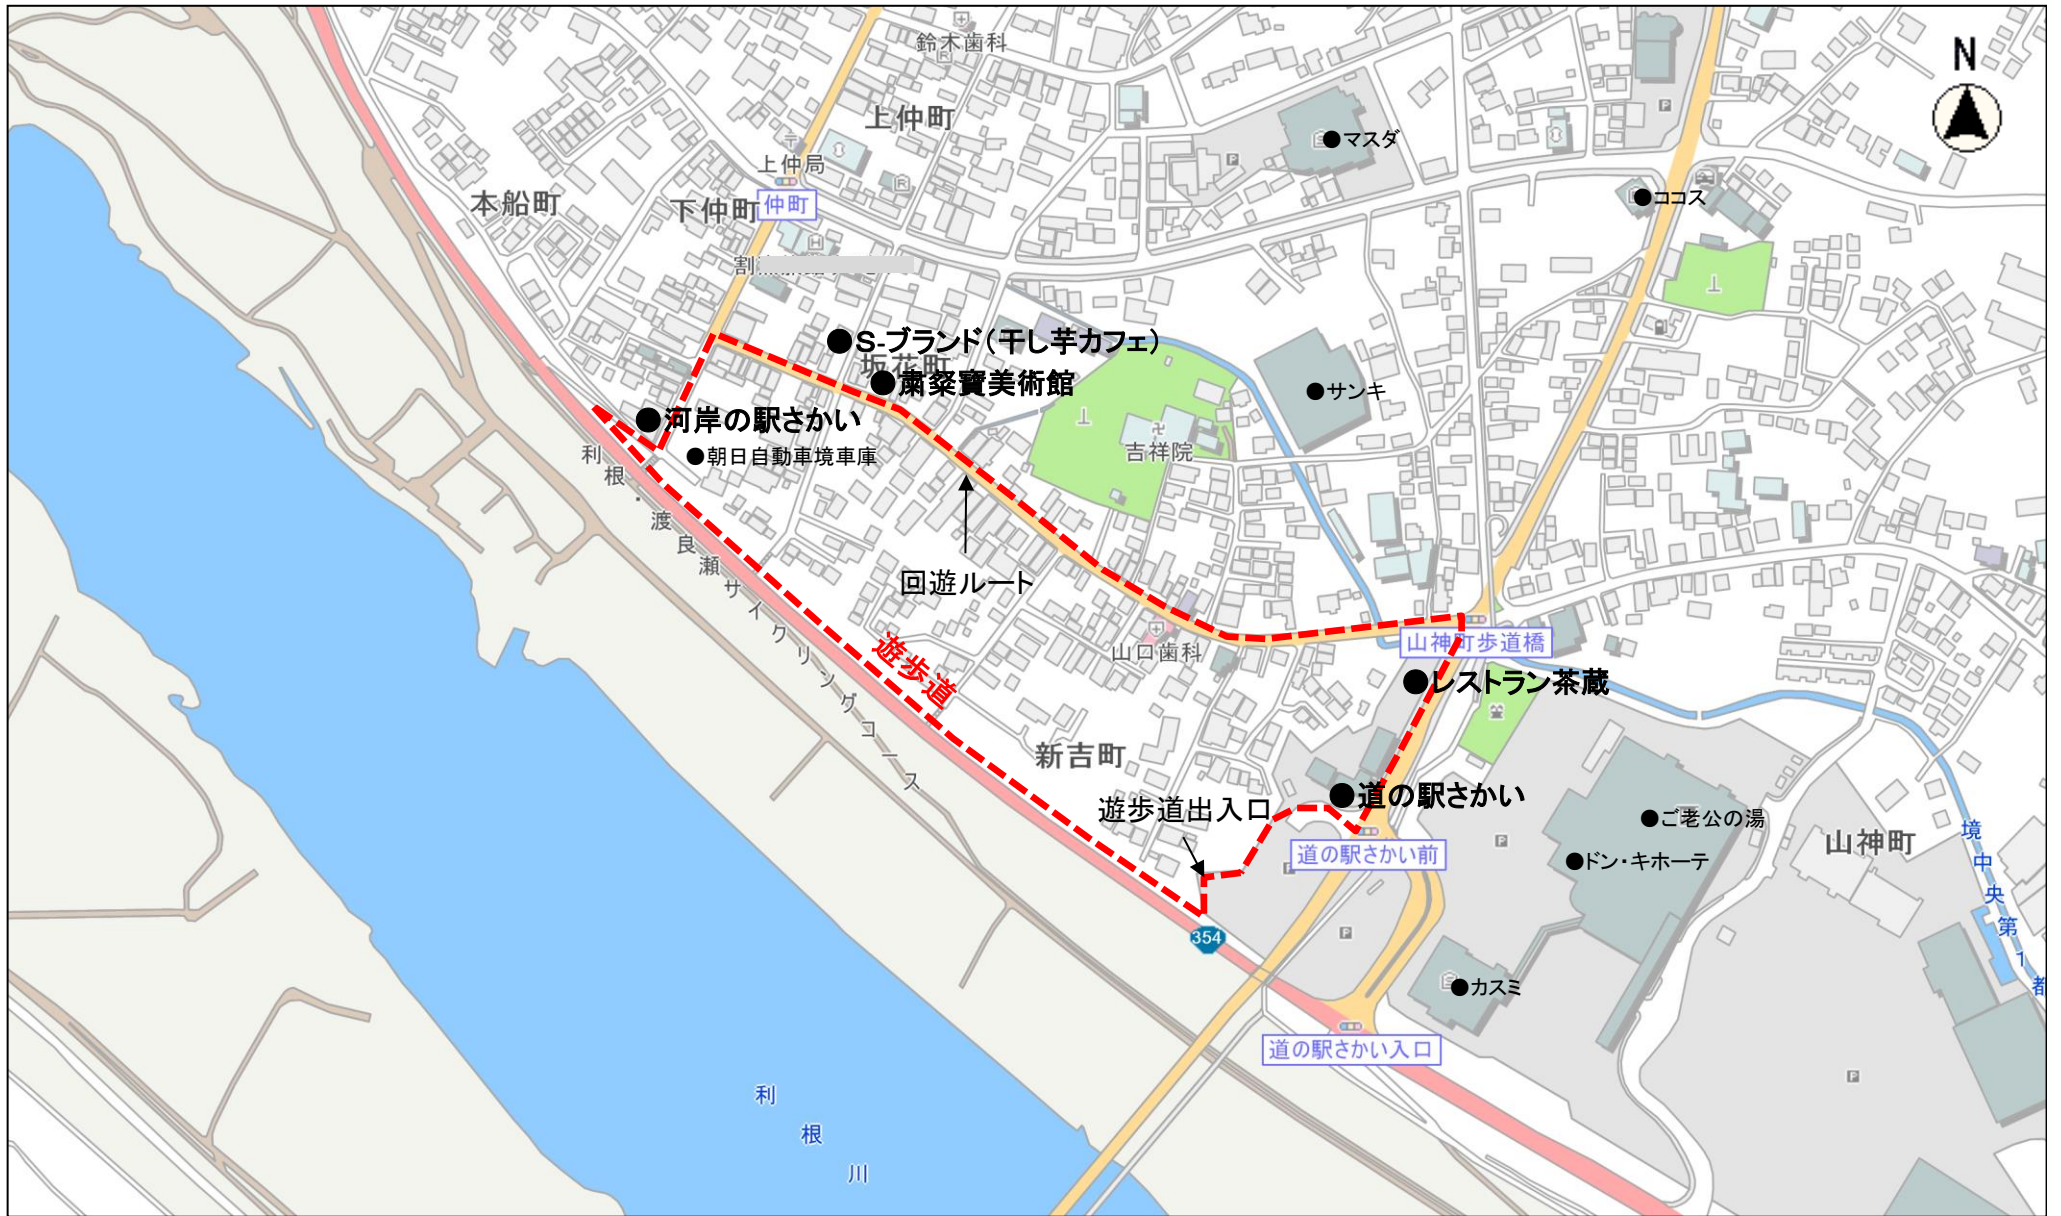 鈴木歯科
N
上仲町
●マスダ
上仲局
本船町
下仲町
仲町
●ココス
割
●S-ブランド（干し芋カフェ）
坂花町
●粛粲寶美術館
●サンキ
●河岸の駅さかい
吉祥院
●朝日自動車境車庫
利根・渡良瀬サイクリングコース
回遊ルート
山神町歩道橋
山口歯科
遊歩道
●レストラン茶蔵
新吉町
●道の駅さかい
遊歩道出入口
●ご老公の湯
境中央第1都
山神町
道の駅さかい前
●ドン・キホーテ
354
●カスミ
道の駅さかい入口
利根川